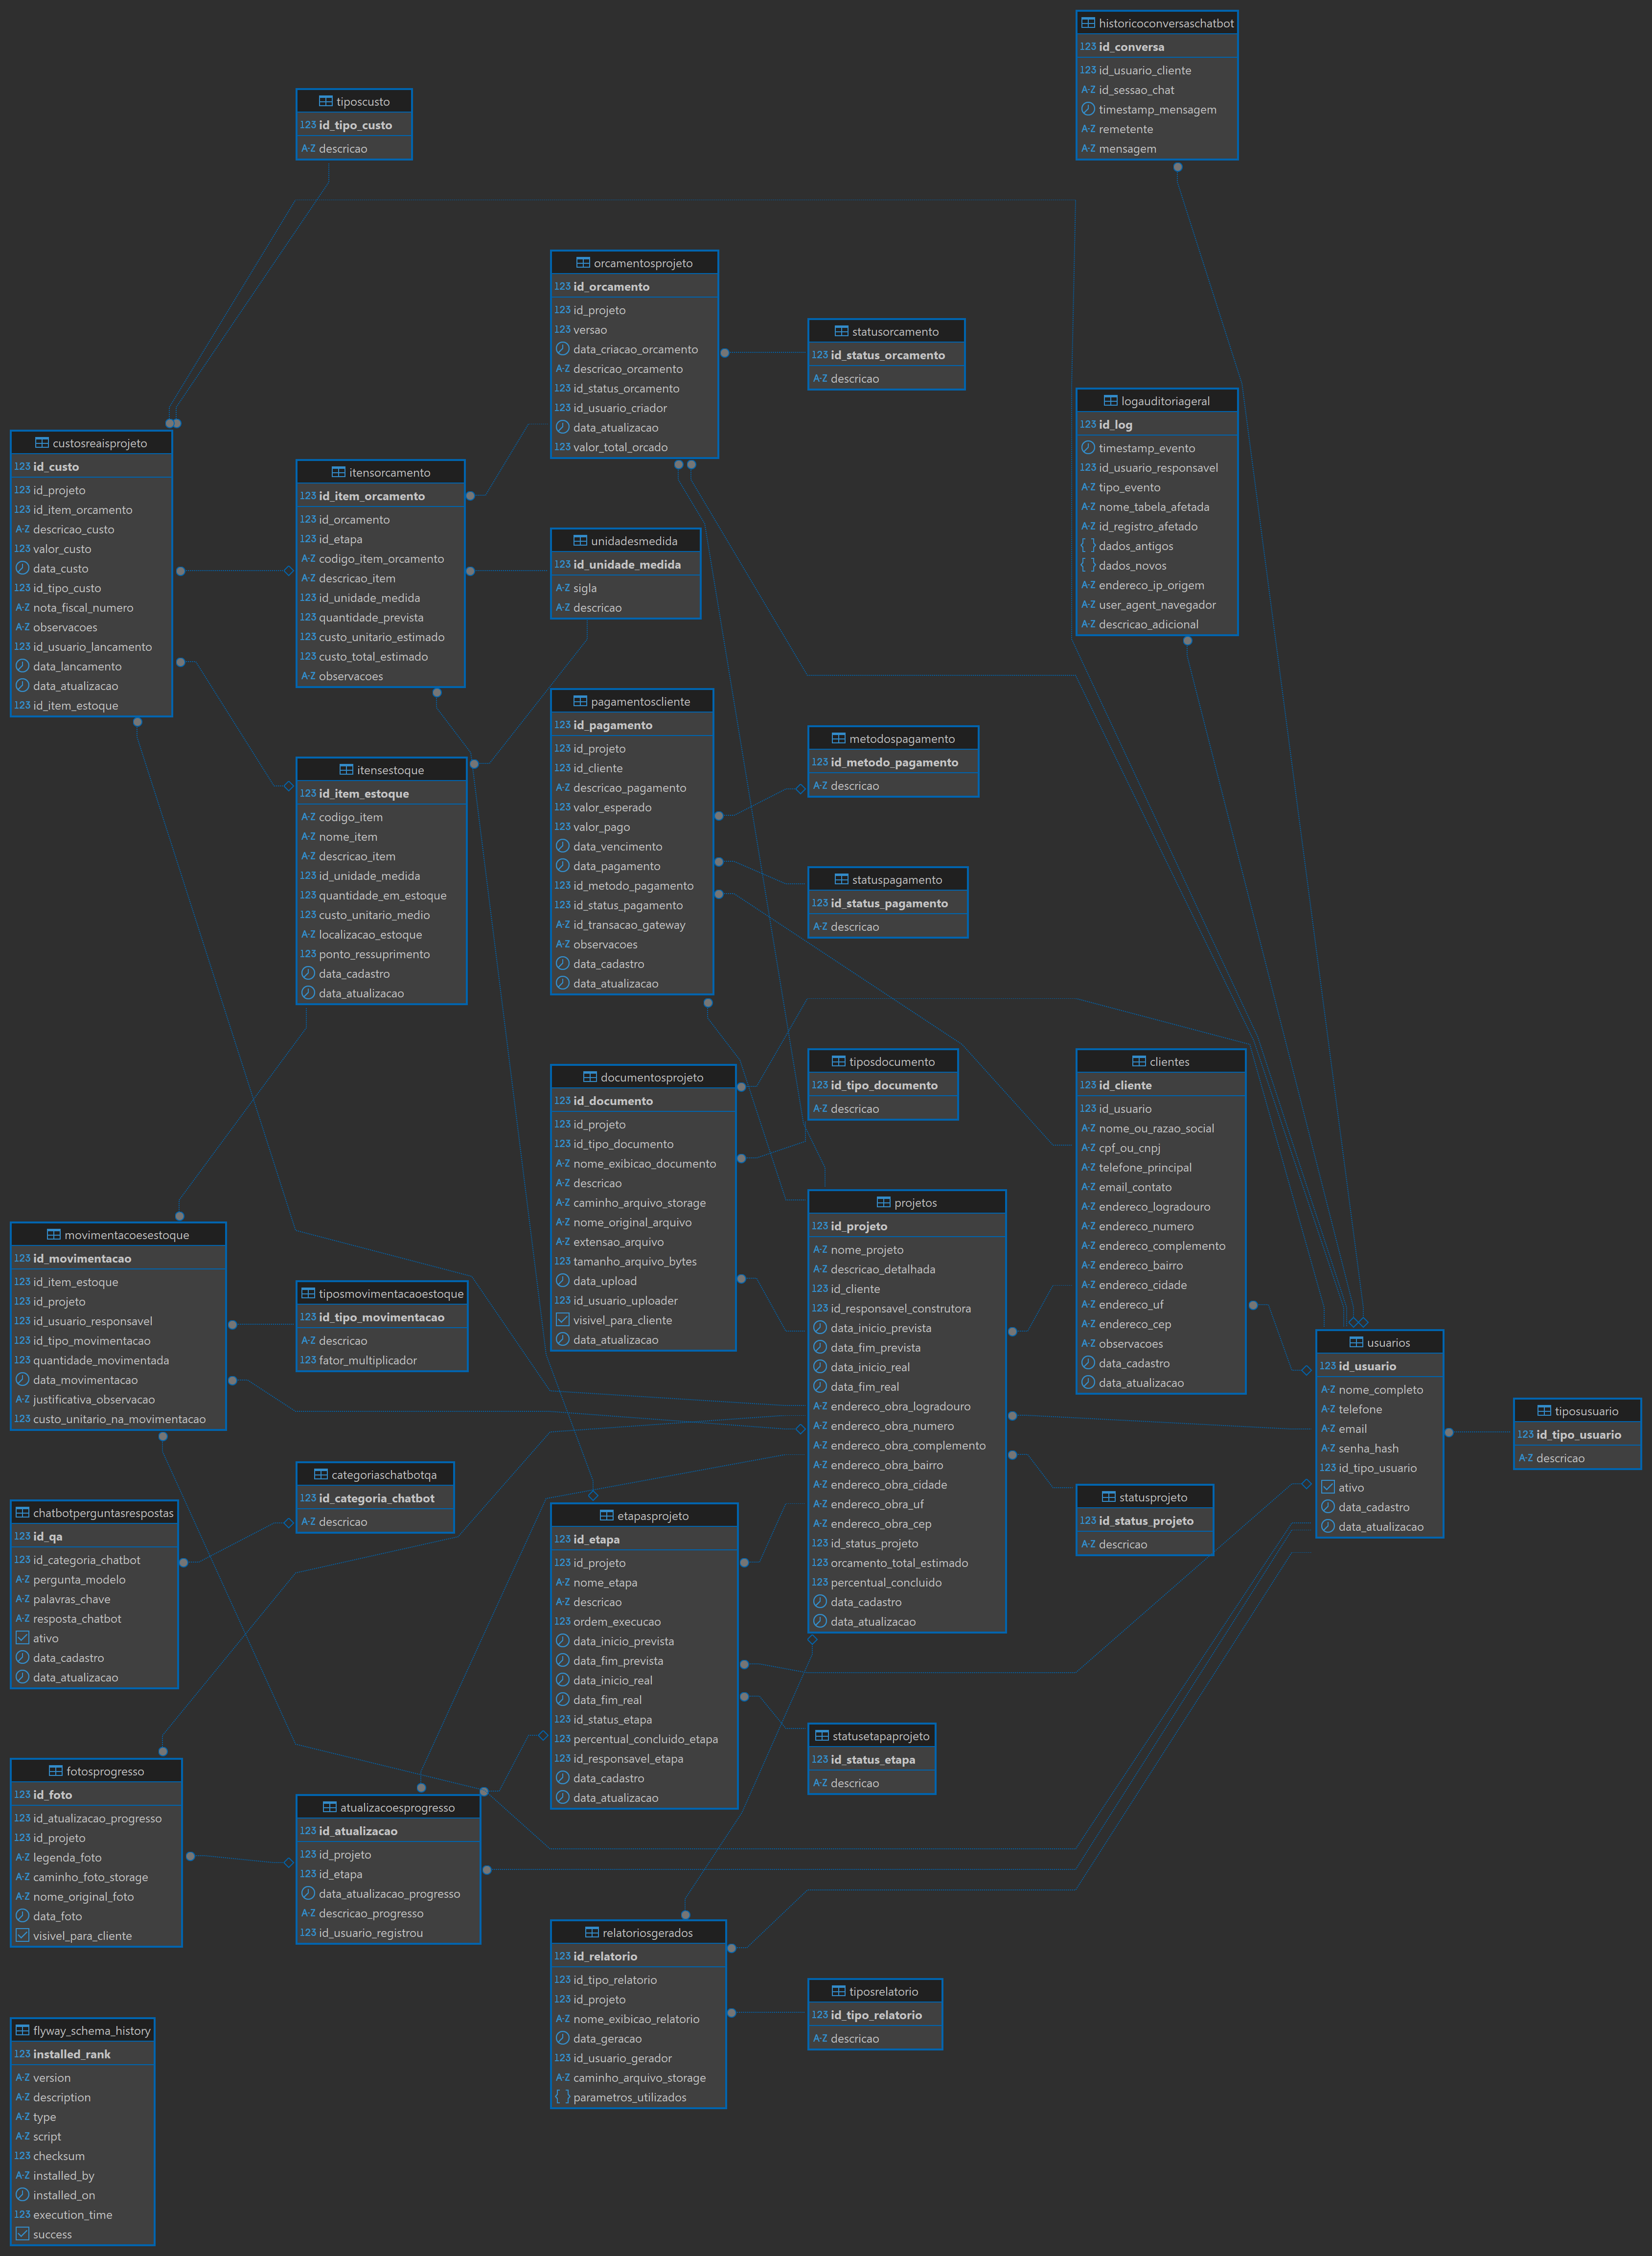 historicoconversaschatbot
123 id_conversa
123 id_usuario_cliente
A-Z id_sessao_chat
timestamp_mensagem
A-Z remetente
A-Z mensagem
tiposcusto
123 id_tipo_custo
A-Z descricao
orcamentosprojeto
123 id_orcamento
123 id_projeto
123 versao
data_criacao_orcamento
A-Z descricao_orcamento
123 id_status_orcamento
123 id_usuario_criador
data_atualizacao
123 valor_total_orcado
statusorcamento
123 id_status_orcamento
A-Z descricao
logauditoriageral
123 id_log
timestamp_evento
123 id_usuario_responsavel
A-Z tipo_evento
A-Z nome_tabela_afetada
A-Z id_registro_afetado
{ } dados_antigos
{ } dados_novos
A-Z endereco_ip_origem
A-Z user_agent_navegador
A-Z descricao_adicional
custosreaisprojeto
123 id_custo
123 id_projeto
123 id_item_orcamento
A-Z descricao_custo
123 valor_custo
data_custo
123 id_tipo_custo
A-Z nota_fiscal_numero
A-Z observacoes
123 id_usuario_lancamento
data_lancamento
data_atualizacao
123 id_item_estoque
itensorcamento
123 id_item_orcamento
123 id_orcamento
123 id_etapa
A-Z codigo_item_orcamento
A-Z descricao_item
123 id_unidade_medida
123 quantidade_prevista
123 custo_unitario_estimado
123 custo_total_estimado
A-Z observacoes
unidadesmedida
123 id_unidade_medida
A-Z sigla
A-Z descricao
pagamentoscliente
123 id_pagamento
123 id_projeto
123 id_cliente
A-Z descricao_pagamento
123 valor_esperado
123 valor_pago
data_vencimento
data_pagamento
123 id_metodo_pagamento
123 id_status_pagamento
A-Z id_transacao_gateway
A-Z observacoes
data_cadastro
data_atualizacao
metodospagamento
123 id_metodo_pagamento
A-Z descricao
itensestoque
123 id_item_estoque
A-Z codigo_item
A-Z nome_item
A-Z descricao_item
123 id_unidade_medida
123 quantidade_em_estoque
123 custo_unitario_medio
A-Z localizacao_estoque
123 ponto_ressuprimento
data_cadastro
data_atualizacao
statuspagamento
123 id_status_pagamento
A-Z descricao
documentosprojeto
123 id_documento
123 id_projeto
123 id_tipo_documento
A-Z nome_exibicao_documento
A-Z descricao
A-Z caminho_arquivo_storage
A-Z nome_original_arquivo
A-Z extensao_arquivo
123 tamanho_arquivo_bytes
data_upload
123 id_usuario_uploader
visivel_para_cliente
data_atualizacao
tiposdocumento
123 id_tipo_documento
A-Z descricao
clientes
123 id_cliente
123 id_usuario
A-Z nome_ou_razao_social
A-Z cpf_ou_cnpj
A-Z telefone_principal
A-Z email_contato
A-Z endereco_logradouro
A-Z endereco_numero
A-Z endereco_complemento
A-Z endereco_bairro
A-Z endereco_cidade
A-Z endereco_uf
A-Z endereco_cep
A-Z observacoes
data_cadastro
data_atualizacao
projetos
123 id_projeto
A-Z nome_projeto
A-Z descricao_detalhada
123 id_cliente
123 id_responsavel_construtora
data_inicio_prevista
data_fim_prevista
data_inicio_real
data_fim_real
A-Z endereco_obra_logradouro
A-Z endereco_obra_numero
A-Z endereco_obra_complemento
A-Z endereco_obra_bairro
A-Z endereco_obra_cidade
A-Z endereco_obra_uf
A-Z endereco_obra_cep
123 id_status_projeto
123 orcamento_total_estimado
123 percentual_concluido
data_cadastro
data_atualizacao
movimentacoesestoque
123 id_movimentacao
123 id_item_estoque
123 id_projeto
123 id_usuario_responsavel
123 id_tipo_movimentacao
123 quantidade_movimentada
data_movimentacao
A-Z justificativa_observacao
123 custo_unitario_na_movimentacao
tiposmovimentacaoestoque
123 id_tipo_movimentacao
A-Z descricao
123 fator_multiplicador
usuarios
123 id_usuario
A-Z nome_completo
A-Z telefone
A-Z email
A-Z senha_hash
123 id_tipo_usuario
ativo
data_cadastro
data_atualizacao
tiposusuario
123 id_tipo_usuario
A-Z descricao
categoriaschatbotqa
123 id_categoria_chatbot
A-Z descricao
statusprojeto
123 id_status_projeto
A-Z descricao
chatbotperguntasrespostas
123 id_qa
123 id_categoria_chatbot
A-Z pergunta_modelo
A-Z palavras_chave
A-Z resposta_chatbot
ativo
data_cadastro
data_atualizacao
etapasprojeto
123 id_etapa
123 id_projeto
A-Z nome_etapa
A-Z descricao
123 ordem_execucao
data_inicio_prevista
data_fim_prevista
data_inicio_real
data_fim_real
123 id_status_etapa
123 percentual_concluido_etapa
123 id_responsavel_etapa
data_cadastro
data_atualizacao
statusetapaprojeto
123 id_status_etapa
A-Z descricao
fotosprogresso
123 id_foto
123 id_atualizacao_progresso
123 id_projeto
A-Z legenda_foto
A-Z caminho_foto_storage
A-Z nome_original_foto
data_foto
visivel_para_cliente
atualizacoesprogresso
123 id_atualizacao
123 id_projeto
123 id_etapa
data_atualizacao_progresso
A-Z descricao_progresso
123 id_usuario_registrou
relatoriosgerados
123 id_relatorio
123 id_tipo_relatorio
123 id_projeto
A-Z nome_exibicao_relatorio
data_geracao
123 id_usuario_gerador
A-Z caminho_arquivo_storage
{ } parametros_utilizados
tiposrelatorio
123 id_tipo_relatorio
A-Z descricao
flyway_schema_history
123 installed_rank
A-Z version
A-Z description
A-Z type
A-Z script
123 checksum
A-Z installed_by
installed_on
123 execution_time
success